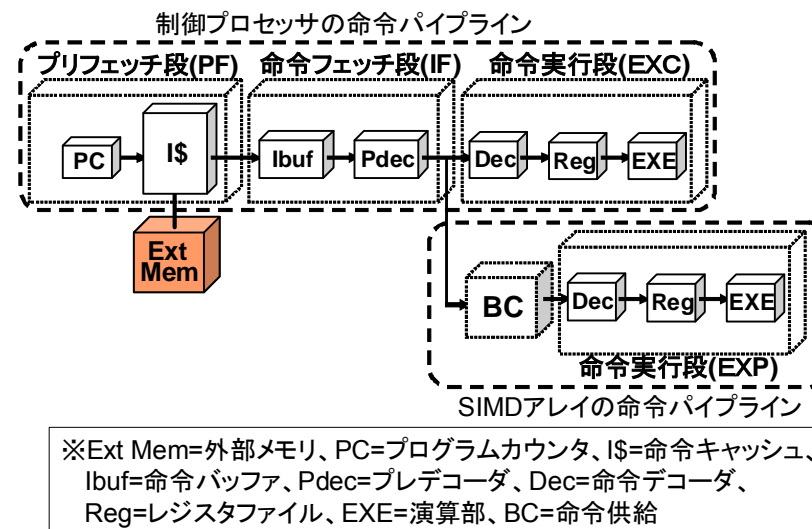 制御プロセッサの命令パイプライン
プリフェッチ段(PF) 命令フェッチ段(IF) 命令実行段(EXC)
PC I$ Ibuf Pdec Dec Reg EXE
Ext
Mem
BC Dec Reg EXE
命令実行段(EXP)
SIMDアレイの命令パイプライン
※Ext Mem=外部メモリ、PC=プログラムカウンタ、I$=命令キャッシュ、
Ibuf=命令バッファ、Pdec=プレデコーダ、Dec=命令デコーダ、
Reg=レジスタファイル、EXE=演算部、BC=命令供給